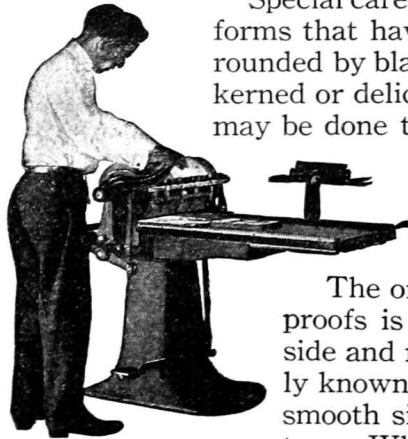 Special care
forms that hav
rounded by bla
kerned or delic
may be done t
The o
proofs is
side and
ly known
smooth si